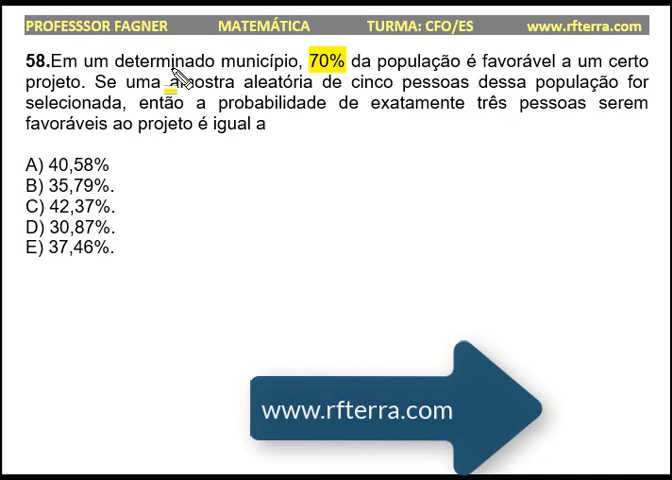 PROFESSSOR FAGNER MATEMÁTICA TURMA: CFO/ES www.rfterra.com
58.Em um determinado município, 70% da população é favorável a um certo
projeto. Se uma amostra aleatória de cinco pessoas dessa população for
selecionada, então a probabilidade de exatamente três pessoas serem
favoráveis ao projeto é igual a
A) 40,58%
B) 35,79%.
C) 42,37%.
D) 30,87%.
E) 37,46%.
www.rfterra.com